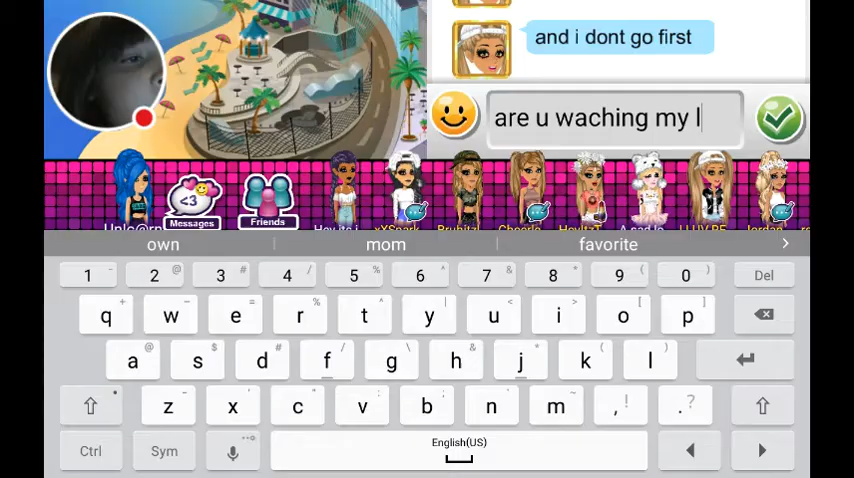 and i dont go first
are u waching my l
<3
Messages
Friends
own mom favorite
1 2 3 4 5 6 7 8 9 0 Del
q w e r t y u i o p
a s d f g h j k l
z x c v b n m , ! . ?
Ctrl Sym English(US)